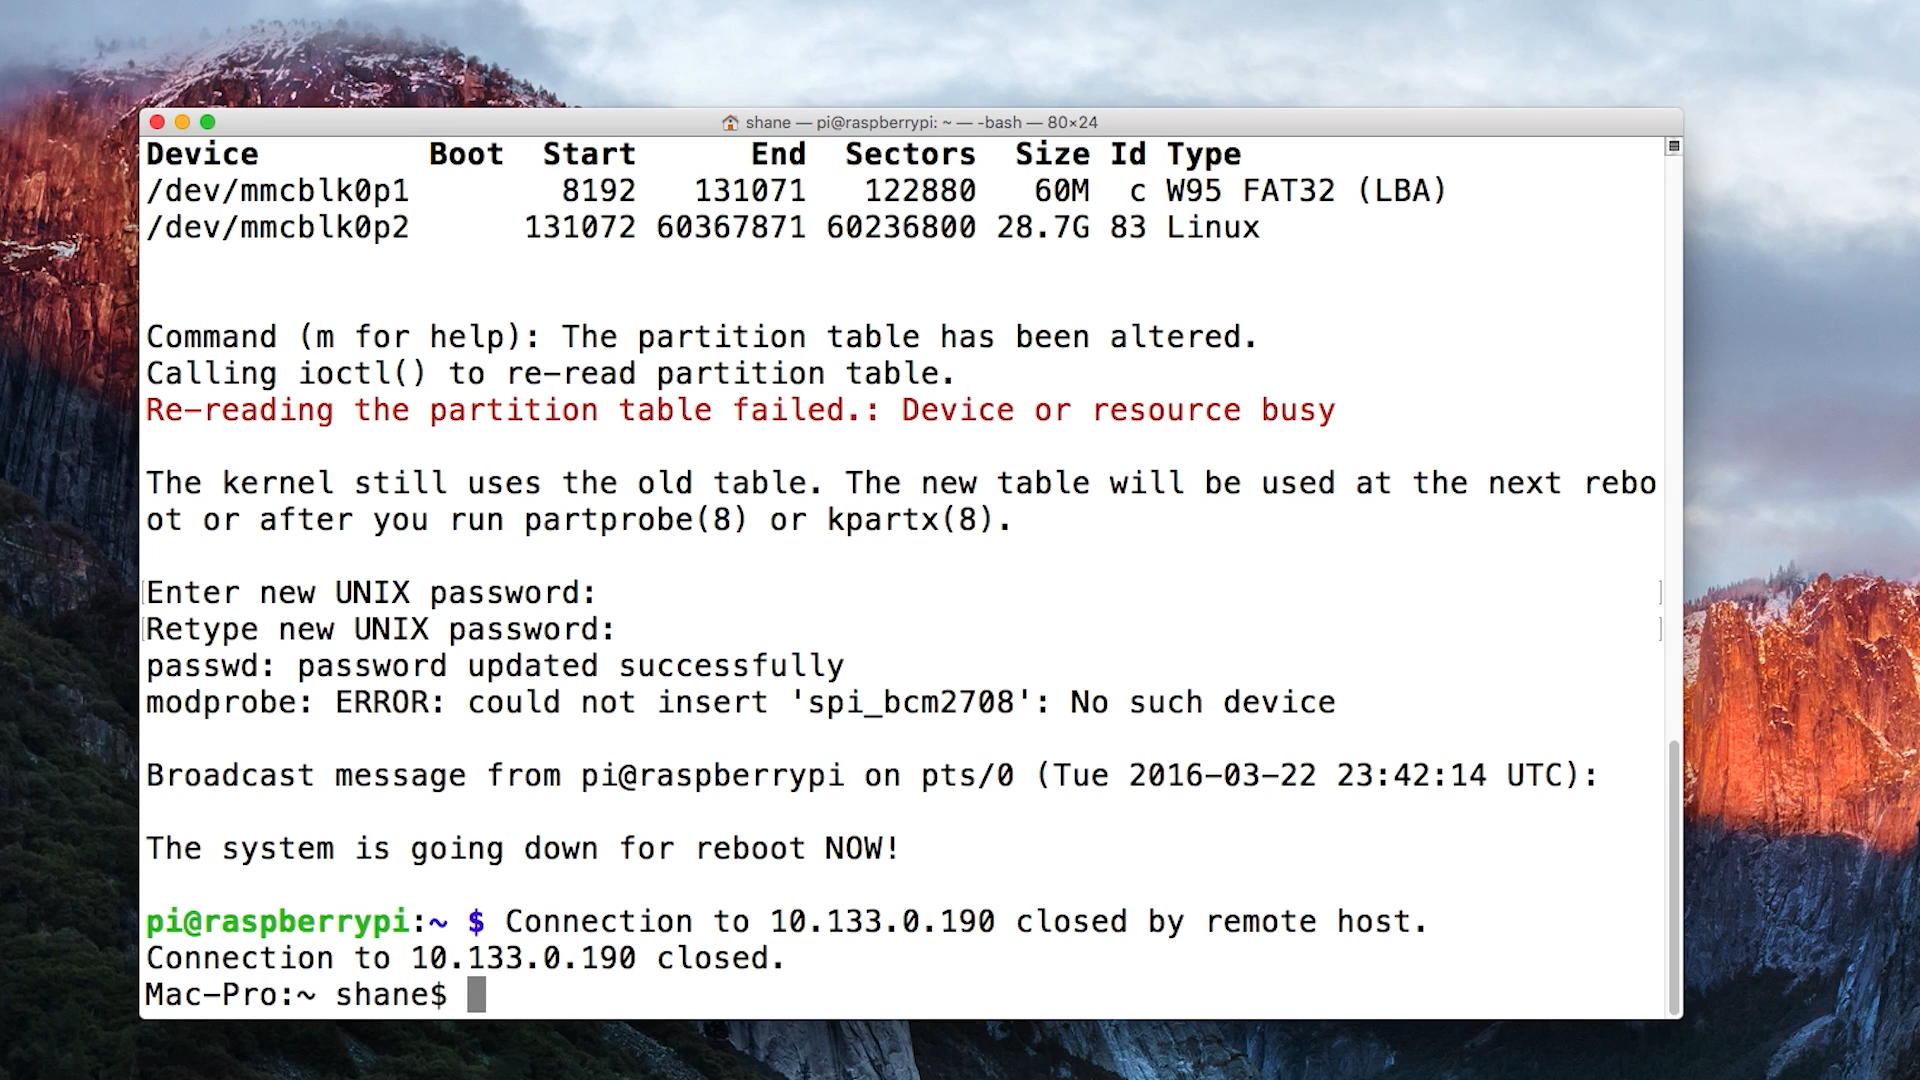 shane — pi@raspberrypi: ~ — -bash — 80×24
Device         Boot  Start      End  Sectors  Size Id Type
/dev/mmcblk0p1        8192   131071   122880   60M  c W95 FAT32 (LBA)
/dev/mmcblk0p2      131072 60367871 60236800 28.7G 83 Linux
Command (m for help): The partition table has been altered.
Calling ioctl() to re-read partition table.
Re-reading the partition table failed.: Device or resource busy
The kernel still uses the old table. The new table will be used at the next rebo
ot or after you run partprobe(8) or kpartx(8).
Enter new UNIX password:
Retype new UNIX password:
passwd: password updated successfully
modprobe: ERROR: could not insert 'spi_bcm2708': No such device
Broadcast message from pi@raspberrypi on pts/0 (Tue 2016-03-22 23:42:14 UTC):
The system is going down for reboot NOW!
pi@raspberrypi:~ $ Connection to 10.133.0.190 closed by remote host.
Connection to 10.133.0.190 closed.
Mac-Pro:~ shane$